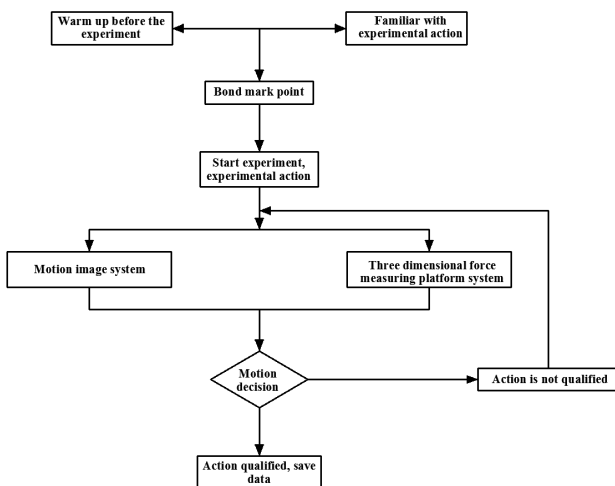 Warm up before the
experiment
Familiar with
experimental action
Bond mark point
Start experiment,
experimental action
Motion image system
Three dimensional force
measuring platform system
Motion
decision
Action is not qualified
Action qualified, save
data